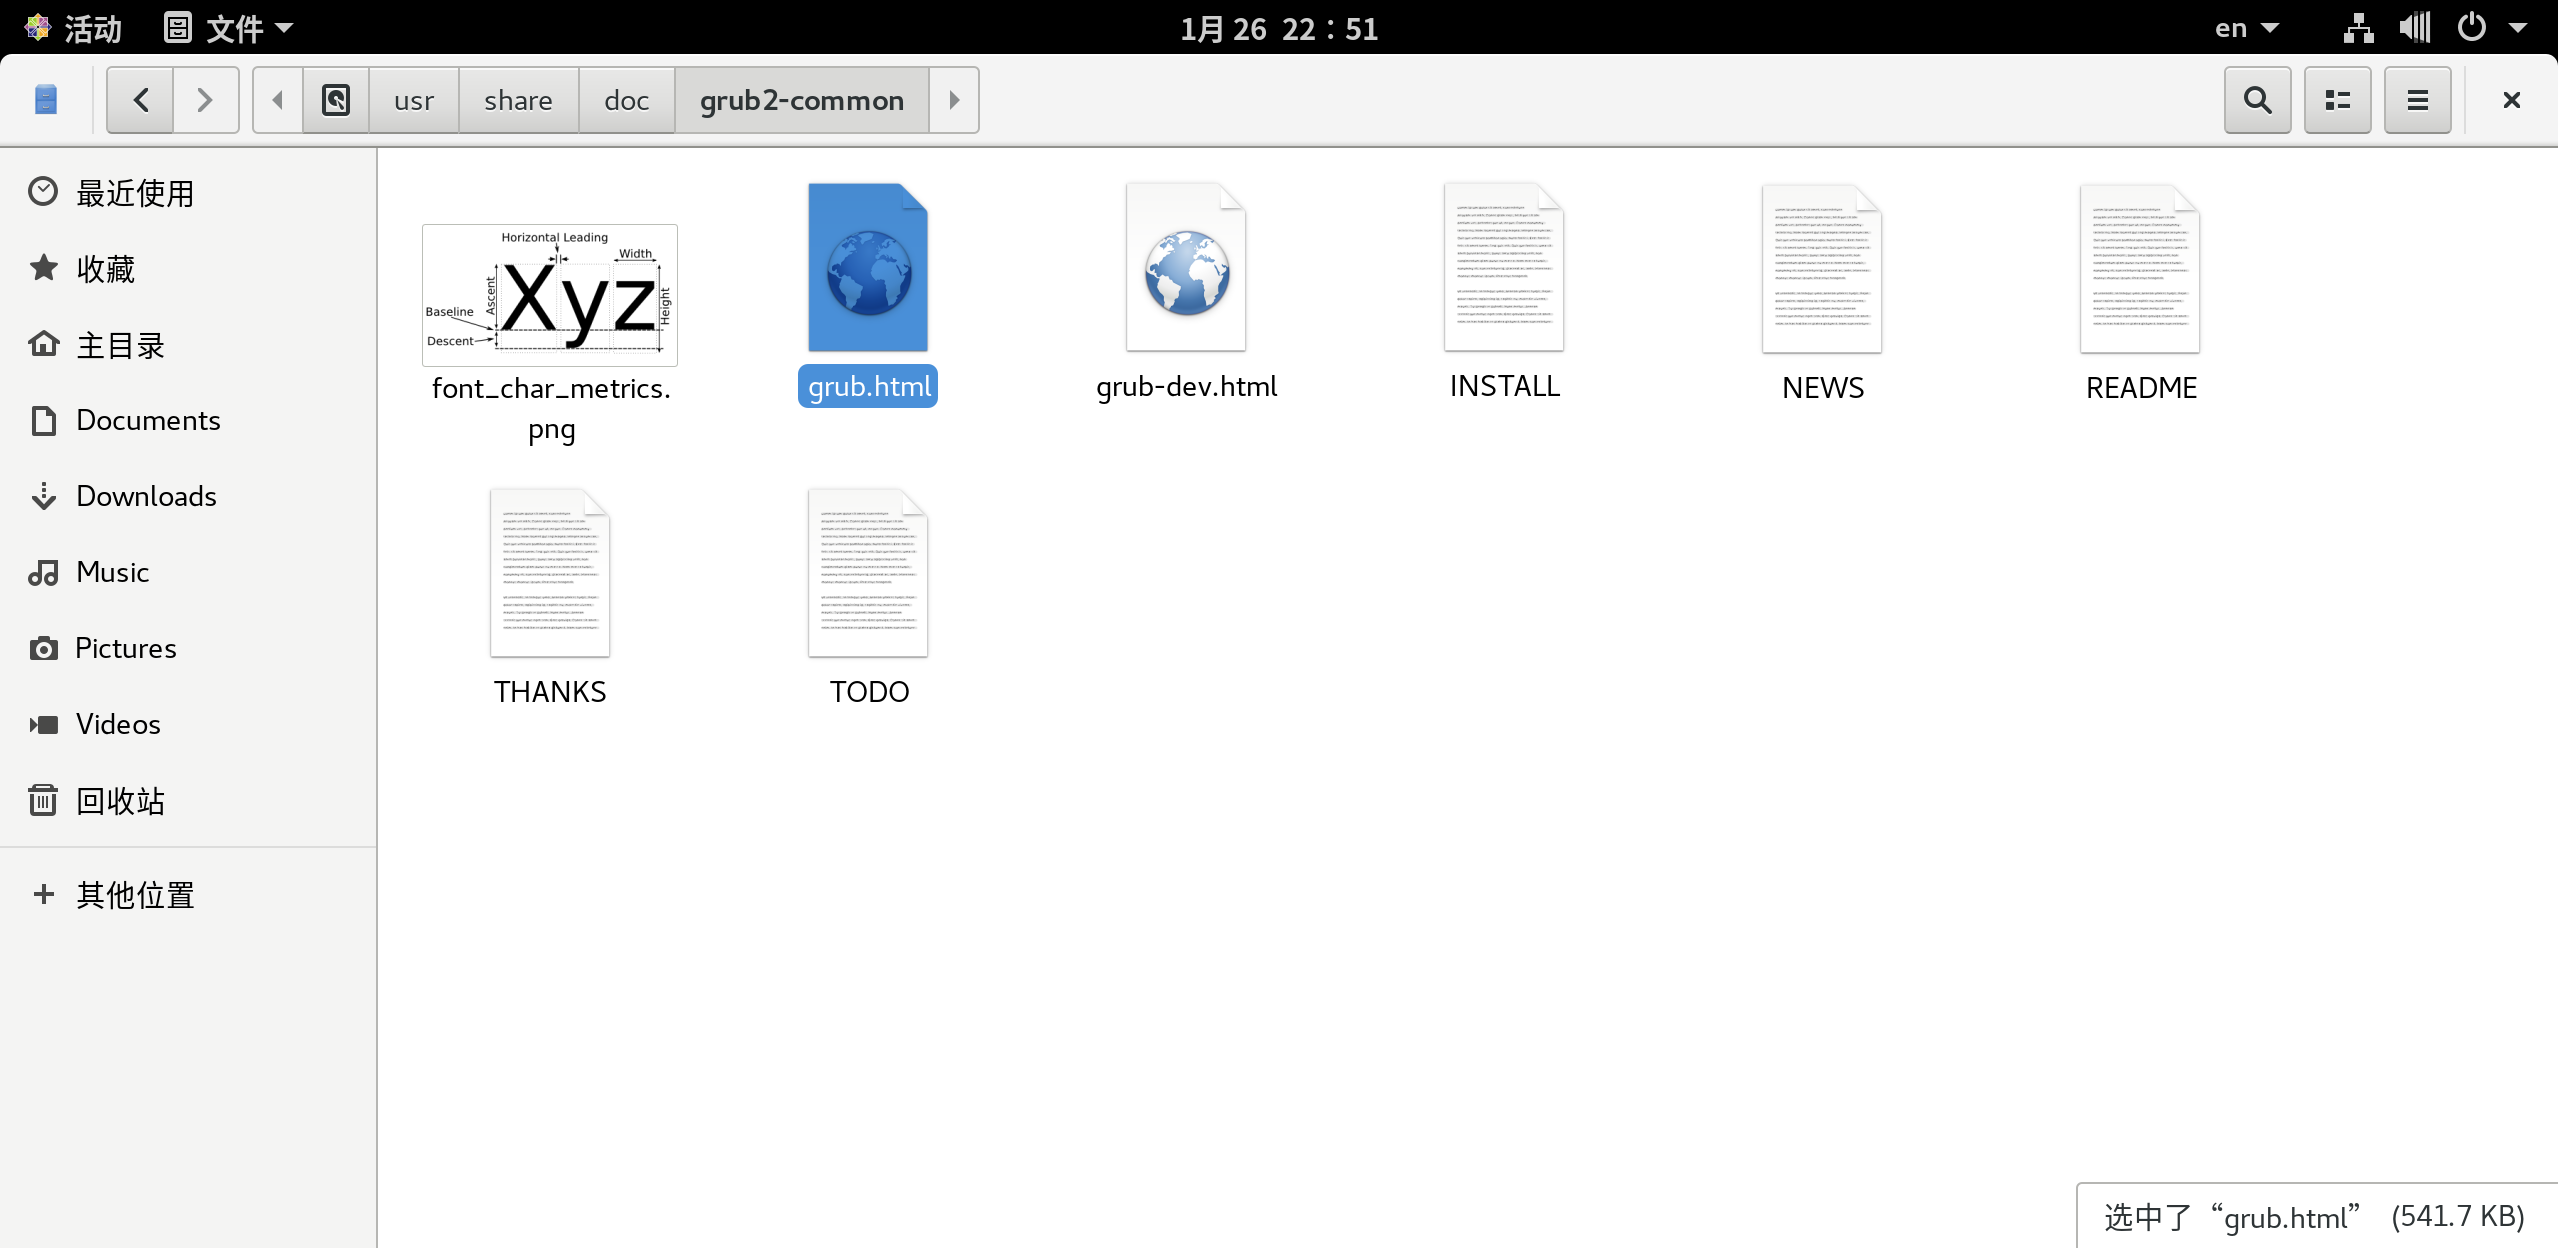 活动 文件 1月 26 22：51 en
usr share doc grub2-common
最近使用
收藏
主目录
Documents
Downloads
Music
Pictures
Videos
回收站
其他位置
Horizontal Leading
Width
Ascent
Xyz
Height
Baseline
Descent
font_char_metrics.
png
grub.html
grub-dev.html
INSTALL
NEWS
README
THANKS
TODO
选中了“grub.html” (541.7 KB)